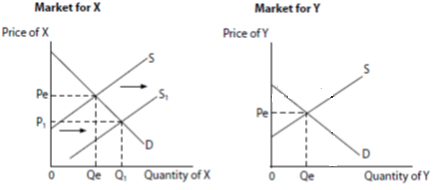 Market for X
Price of X
S
S₁
Pe
P₁
D
0 Qe Q₁ Quantity of X
Market for Y
Price of Y
S
Pe
D
0 Qe Quantity of Y